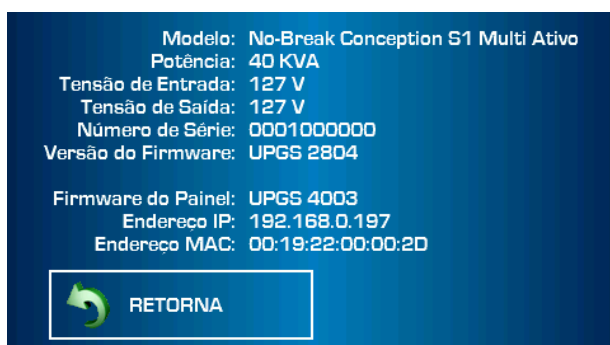 Modelo: No-Break Conception S1 Multi Ativo
Potência: 40 KVA
Tensão de Entrada: 127 V
Tensão de Saída: 127 V
Número de Série: 0001000000
Versão do Firmware: UPGS 2804
Firmware do Painel: UPGS 4003
Endereço IP: 192.168.0.197
Endereço MAC: 00:19:22:00:00:2D
RETORNA